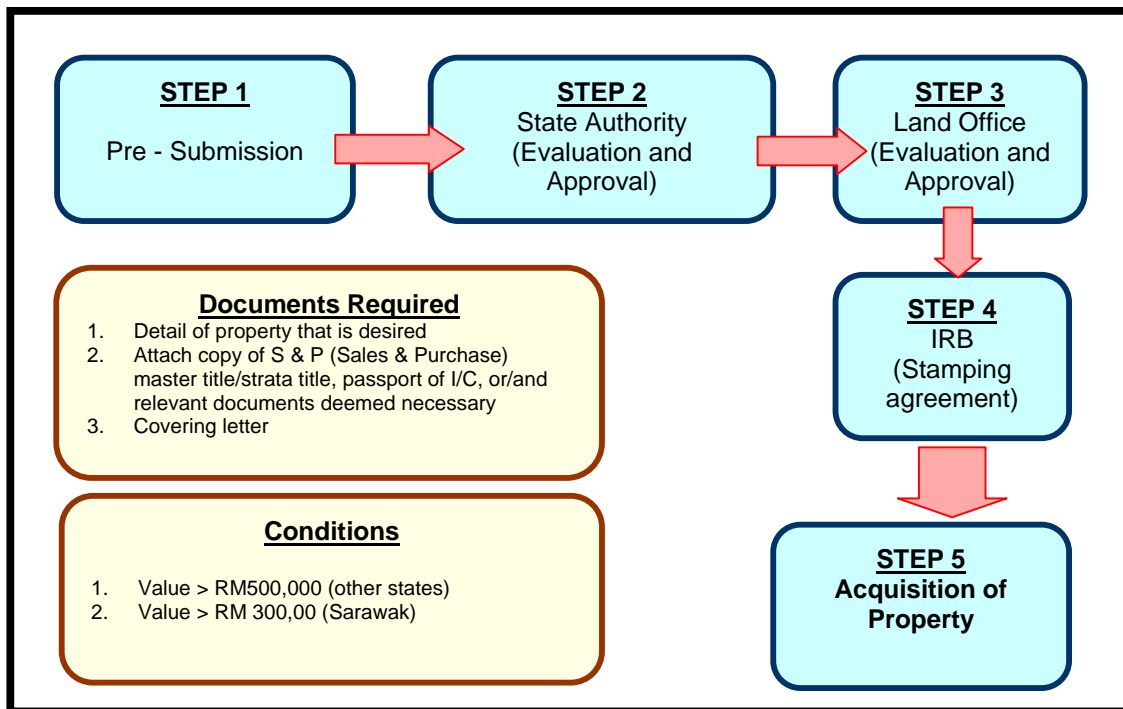 STEP 1
Pre - Submission
STEP 2
State Authority
(Evaluation and
Approval)
STEP 3
Land Office
(Evaluation and
Approval)
STEP 4
IRB
(Stamping
agreement)
STEP 5
Acquisition of
Property
Documents Required
1. Detail of property that is desired
2. Attach copy of S & P (Sales & Purchase)
master title/strata title, passport of I/C, or/and
relevant documents deemed necessary
3. Covering letter
Conditions
1. Value > RM500,000 (other states)
2. Value > RM 300,00 (Sarawak)